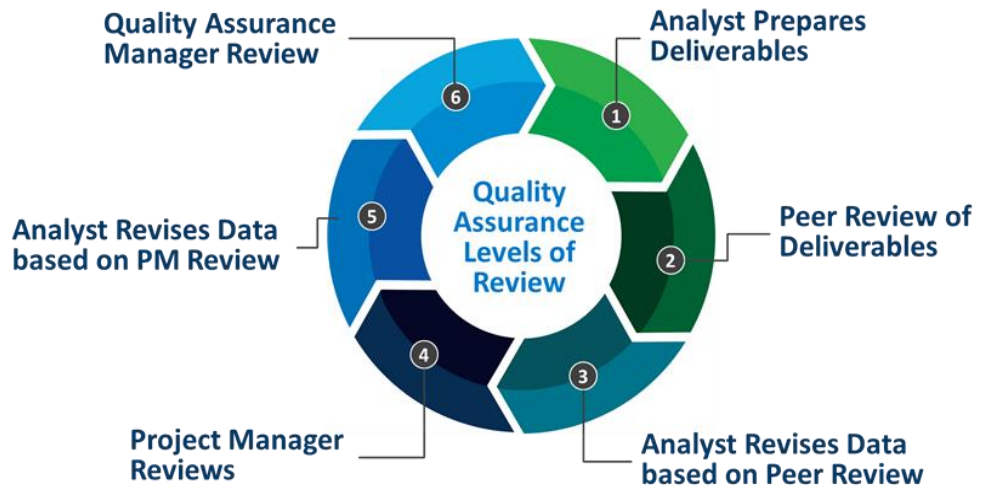 Quality Assurance
Manager Review
6
Analyst Prepares
Deliverables
1
Peer Review of
Deliverables
2
Analyst Revises Data
based on Peer Review
3
Project Manager
Reviews
4
Analyst Revises Data
based on PM Review
5
Quality
Assurance
Levels of
Review